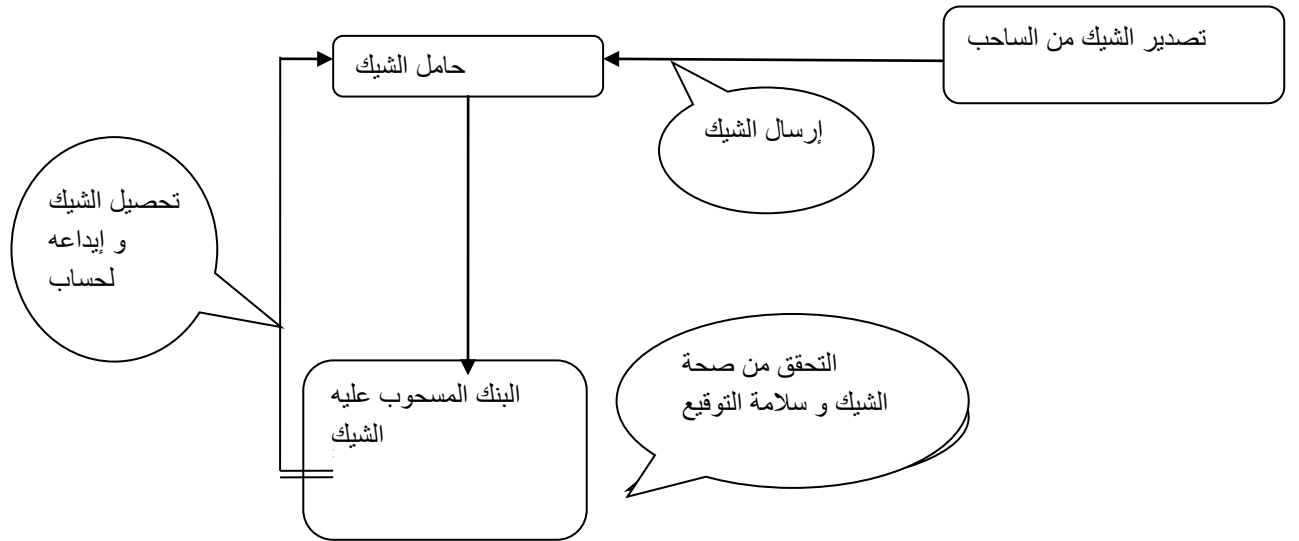 تصدير الشيك من الساحب
حامل الشيك
إرسال الشيك
تحصيل الشيك
و إيداعه
لحساب
التحقق من صحة
الشيك و سلامة التوقيع
البنك المسحوب عليه
الشيك